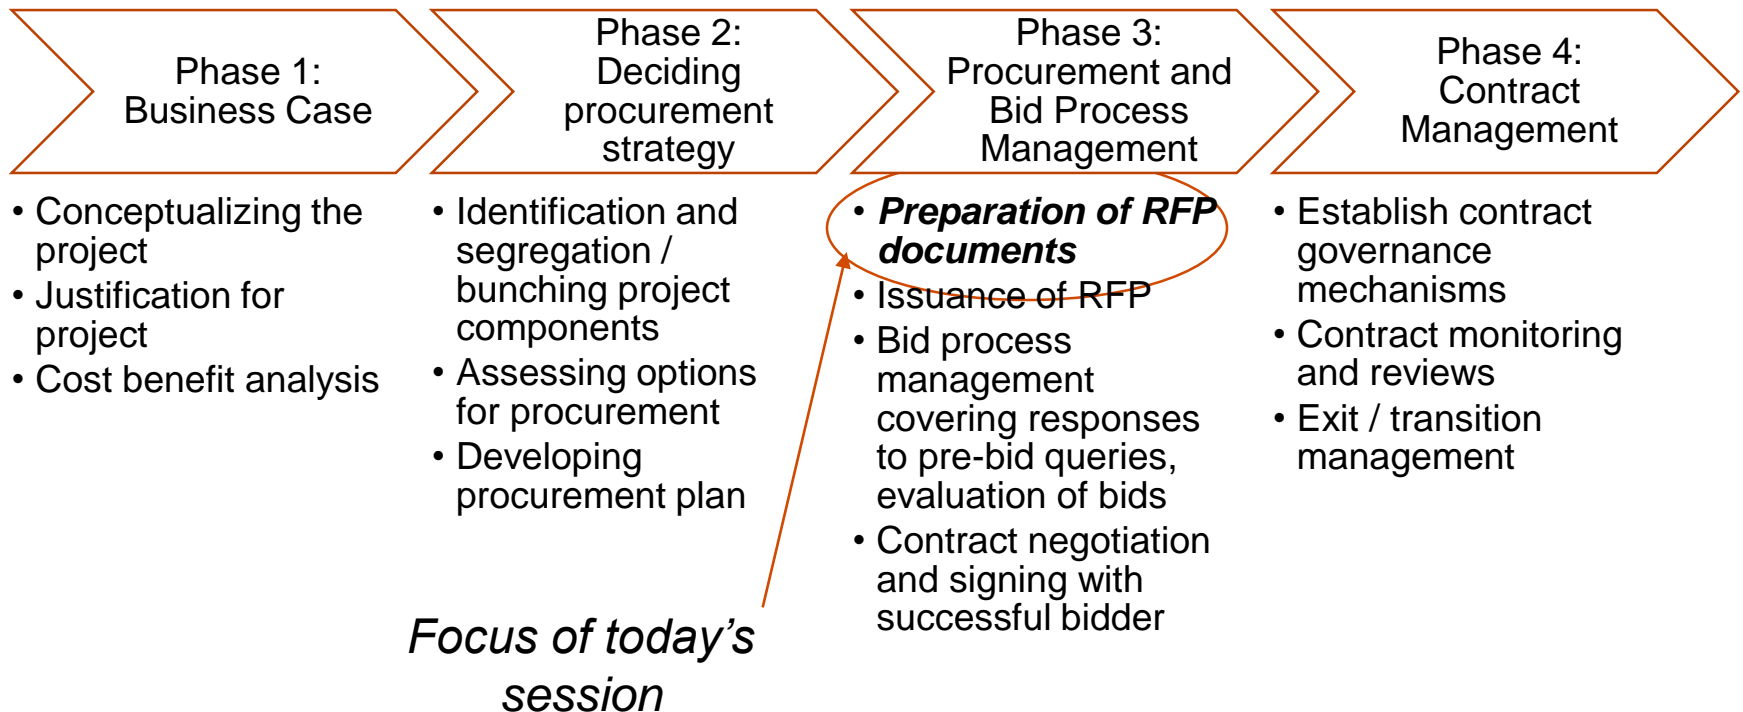 Phase 1:
Business Case
• Conceptualizing the
project
• Justification for
project
• Cost benefit analysis
Phase 2:
Deciding
procurement
strategy
• Identification and
segregation /
bunching project
components
• Assessing options
for procurement
• Developing
procurement plan
Phase 3:
Procurement and
Bid Process
Management
• Preparation of RFP
documents
• Issuance of RFP
• Bid process
management
covering responses
to pre-bid queries,
evaluation of bids
• Contract negotiation
and signing with
successful bidder
Phase 4:
Contract
Management
• Establish contract
governance
mechanisms
• Contract monitoring
and reviews
• Exit / transition
management
Focus of today’s
session